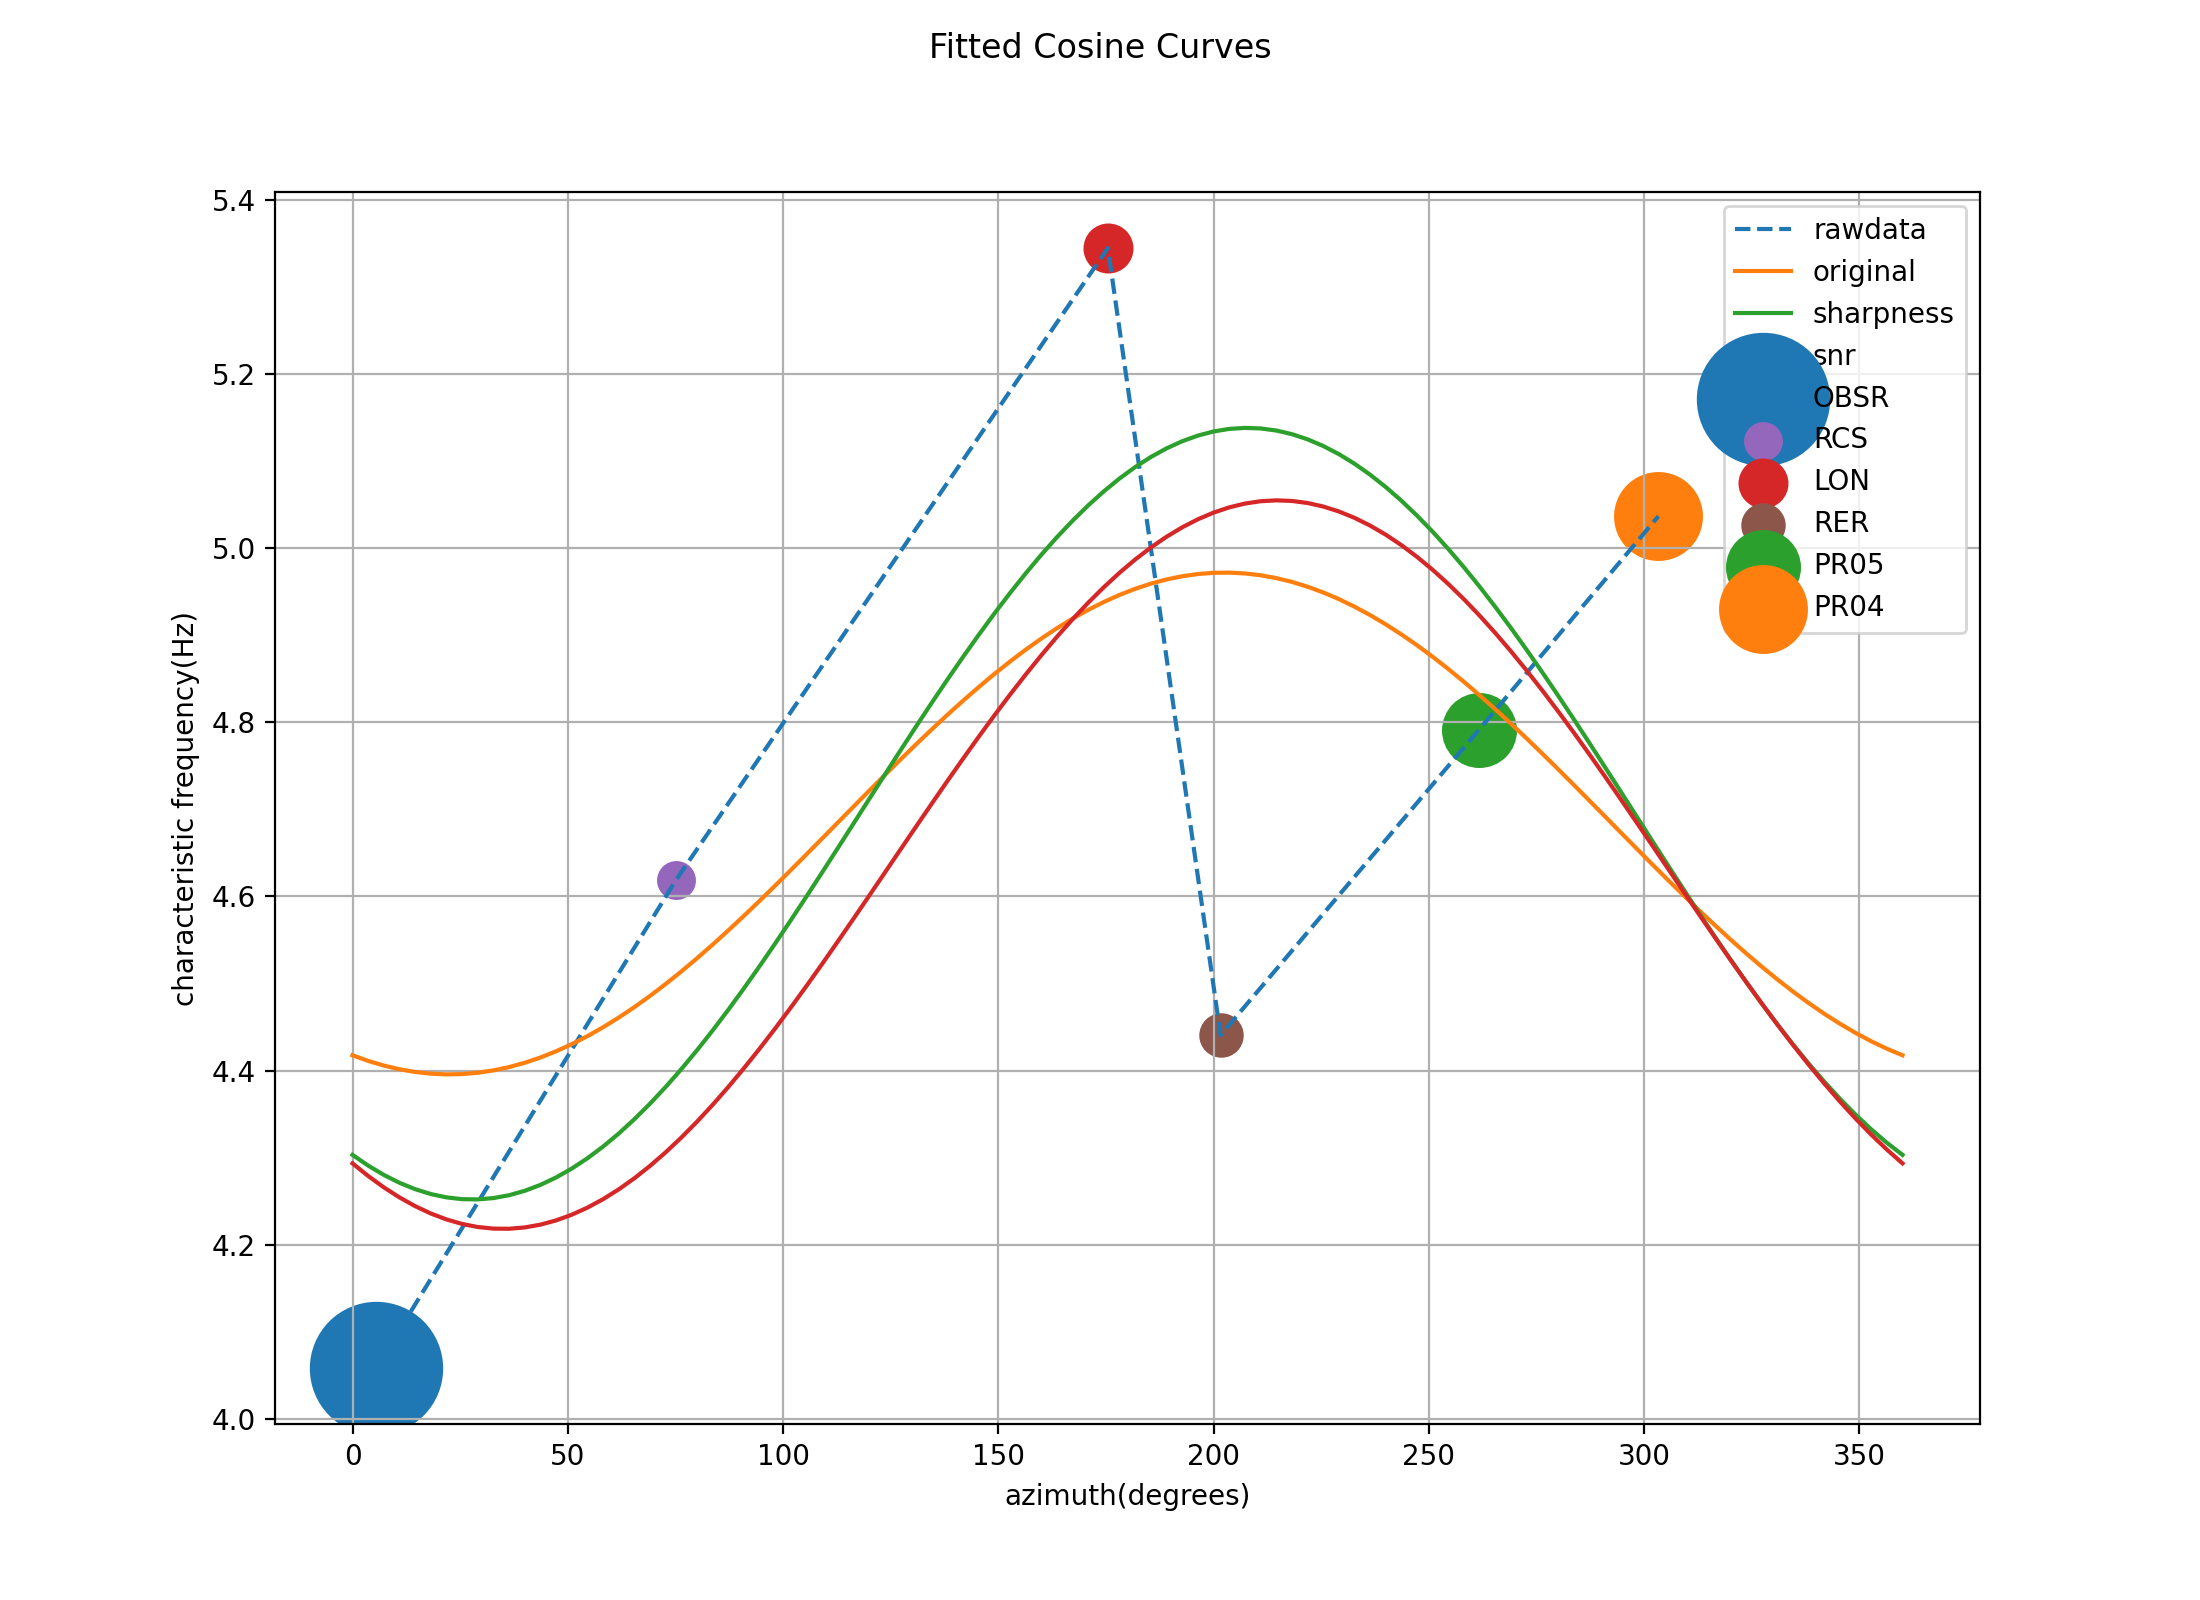 Fitted Cosine Curves
5.4
5.2
5.0
4.8
4.6
4.4
4.2
4.0
characteristic frequency(Hz)
rawdata
original
sharpness
snr
OBSR
RCS
LON
RER
PR05
PR04
0 50 100 150 200 250 300 350
azimuth(degrees)